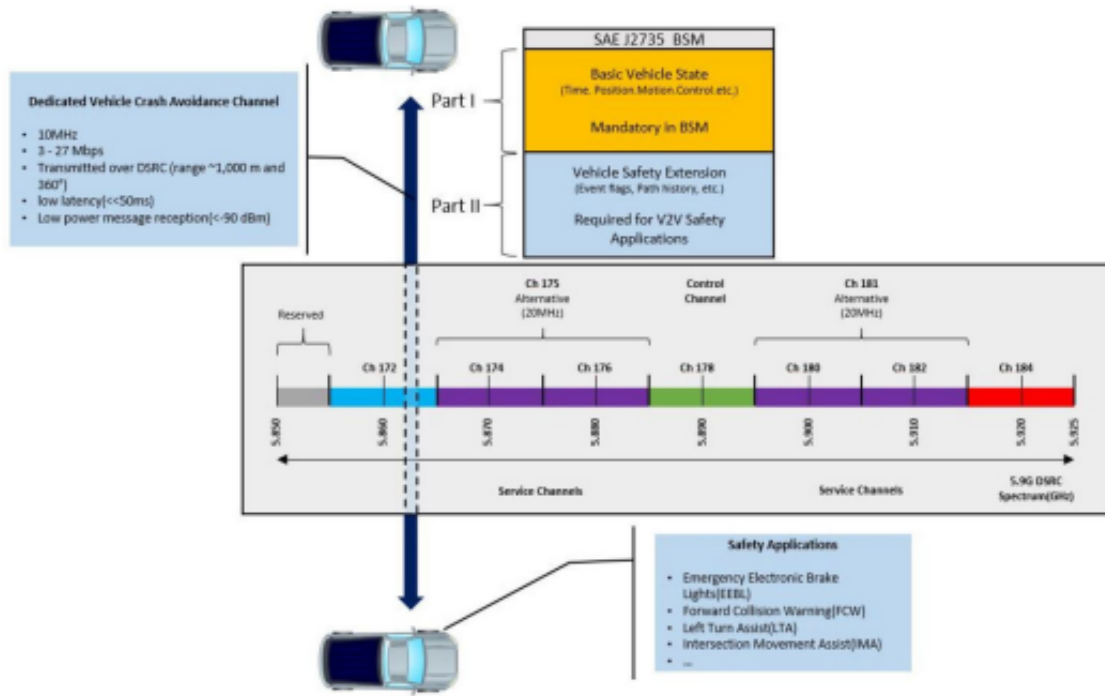 SAE J2735 BSM
Part I
Basic Vehicle State
(Time, Position.Motion.Control.etc.)
Mandatory in BSM
Part II
Vehicle Safety Extension
(Event flags, Path history, etc.)
Required for V2V Safety
Applications
Dedicated Vehicle Crash Avoidance Channel
• 10MHz
• 3 - 27 Mbps
• Transmitted over DSRC (range ~1,000 m and
360°)
• low latency(<<50ms)
• Low power message reception(<-90 dBm)
Reserved
Ch 175
Alternative
(20MHz)
Control
Channel
Ch 181
Alternative
(20MHz)
Ch 172
Ch 174
Ch 176
Ch 178
Ch 180
Ch 182
Ch 184
5.850
5.860
5.870
5.880
5.890
5.900
5.910
5.920
5.925
Service Channels
Service Channels
5.9G DSRC
Spectrum(GHz)
Safety Applications
• Emergency Electronic Brake
Lights(EEBL)
• Forward Collision Warning(FCW)
• Left Turn Assist(LTA)
• Intersection Movement Assist(IMA)
• ...